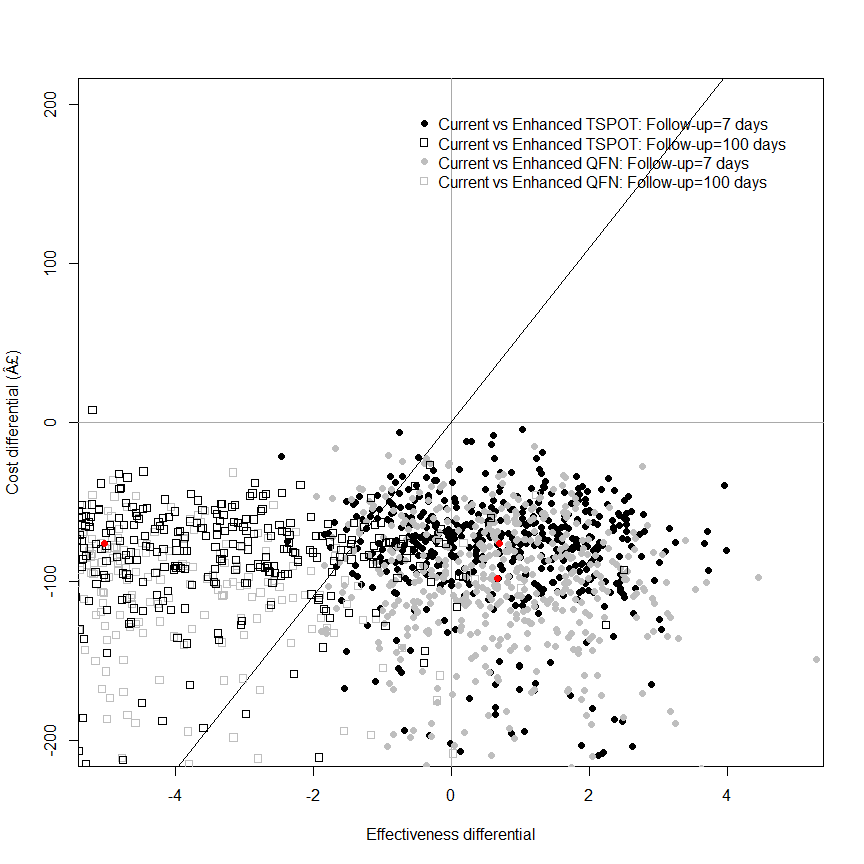 Current vs Enhanced TSPOT: Follow-up=7 days
Current vs Enhanced TSPOT: Follow-up=100 days
Current vs Enhanced QFN: Follow-up=7 days
Current vs Enhanced QFN: Follow-up=100 days
200
100
0
-100
-200
Cost differential (Â£)
-4
-2
0
2
4
Effectiveness differential